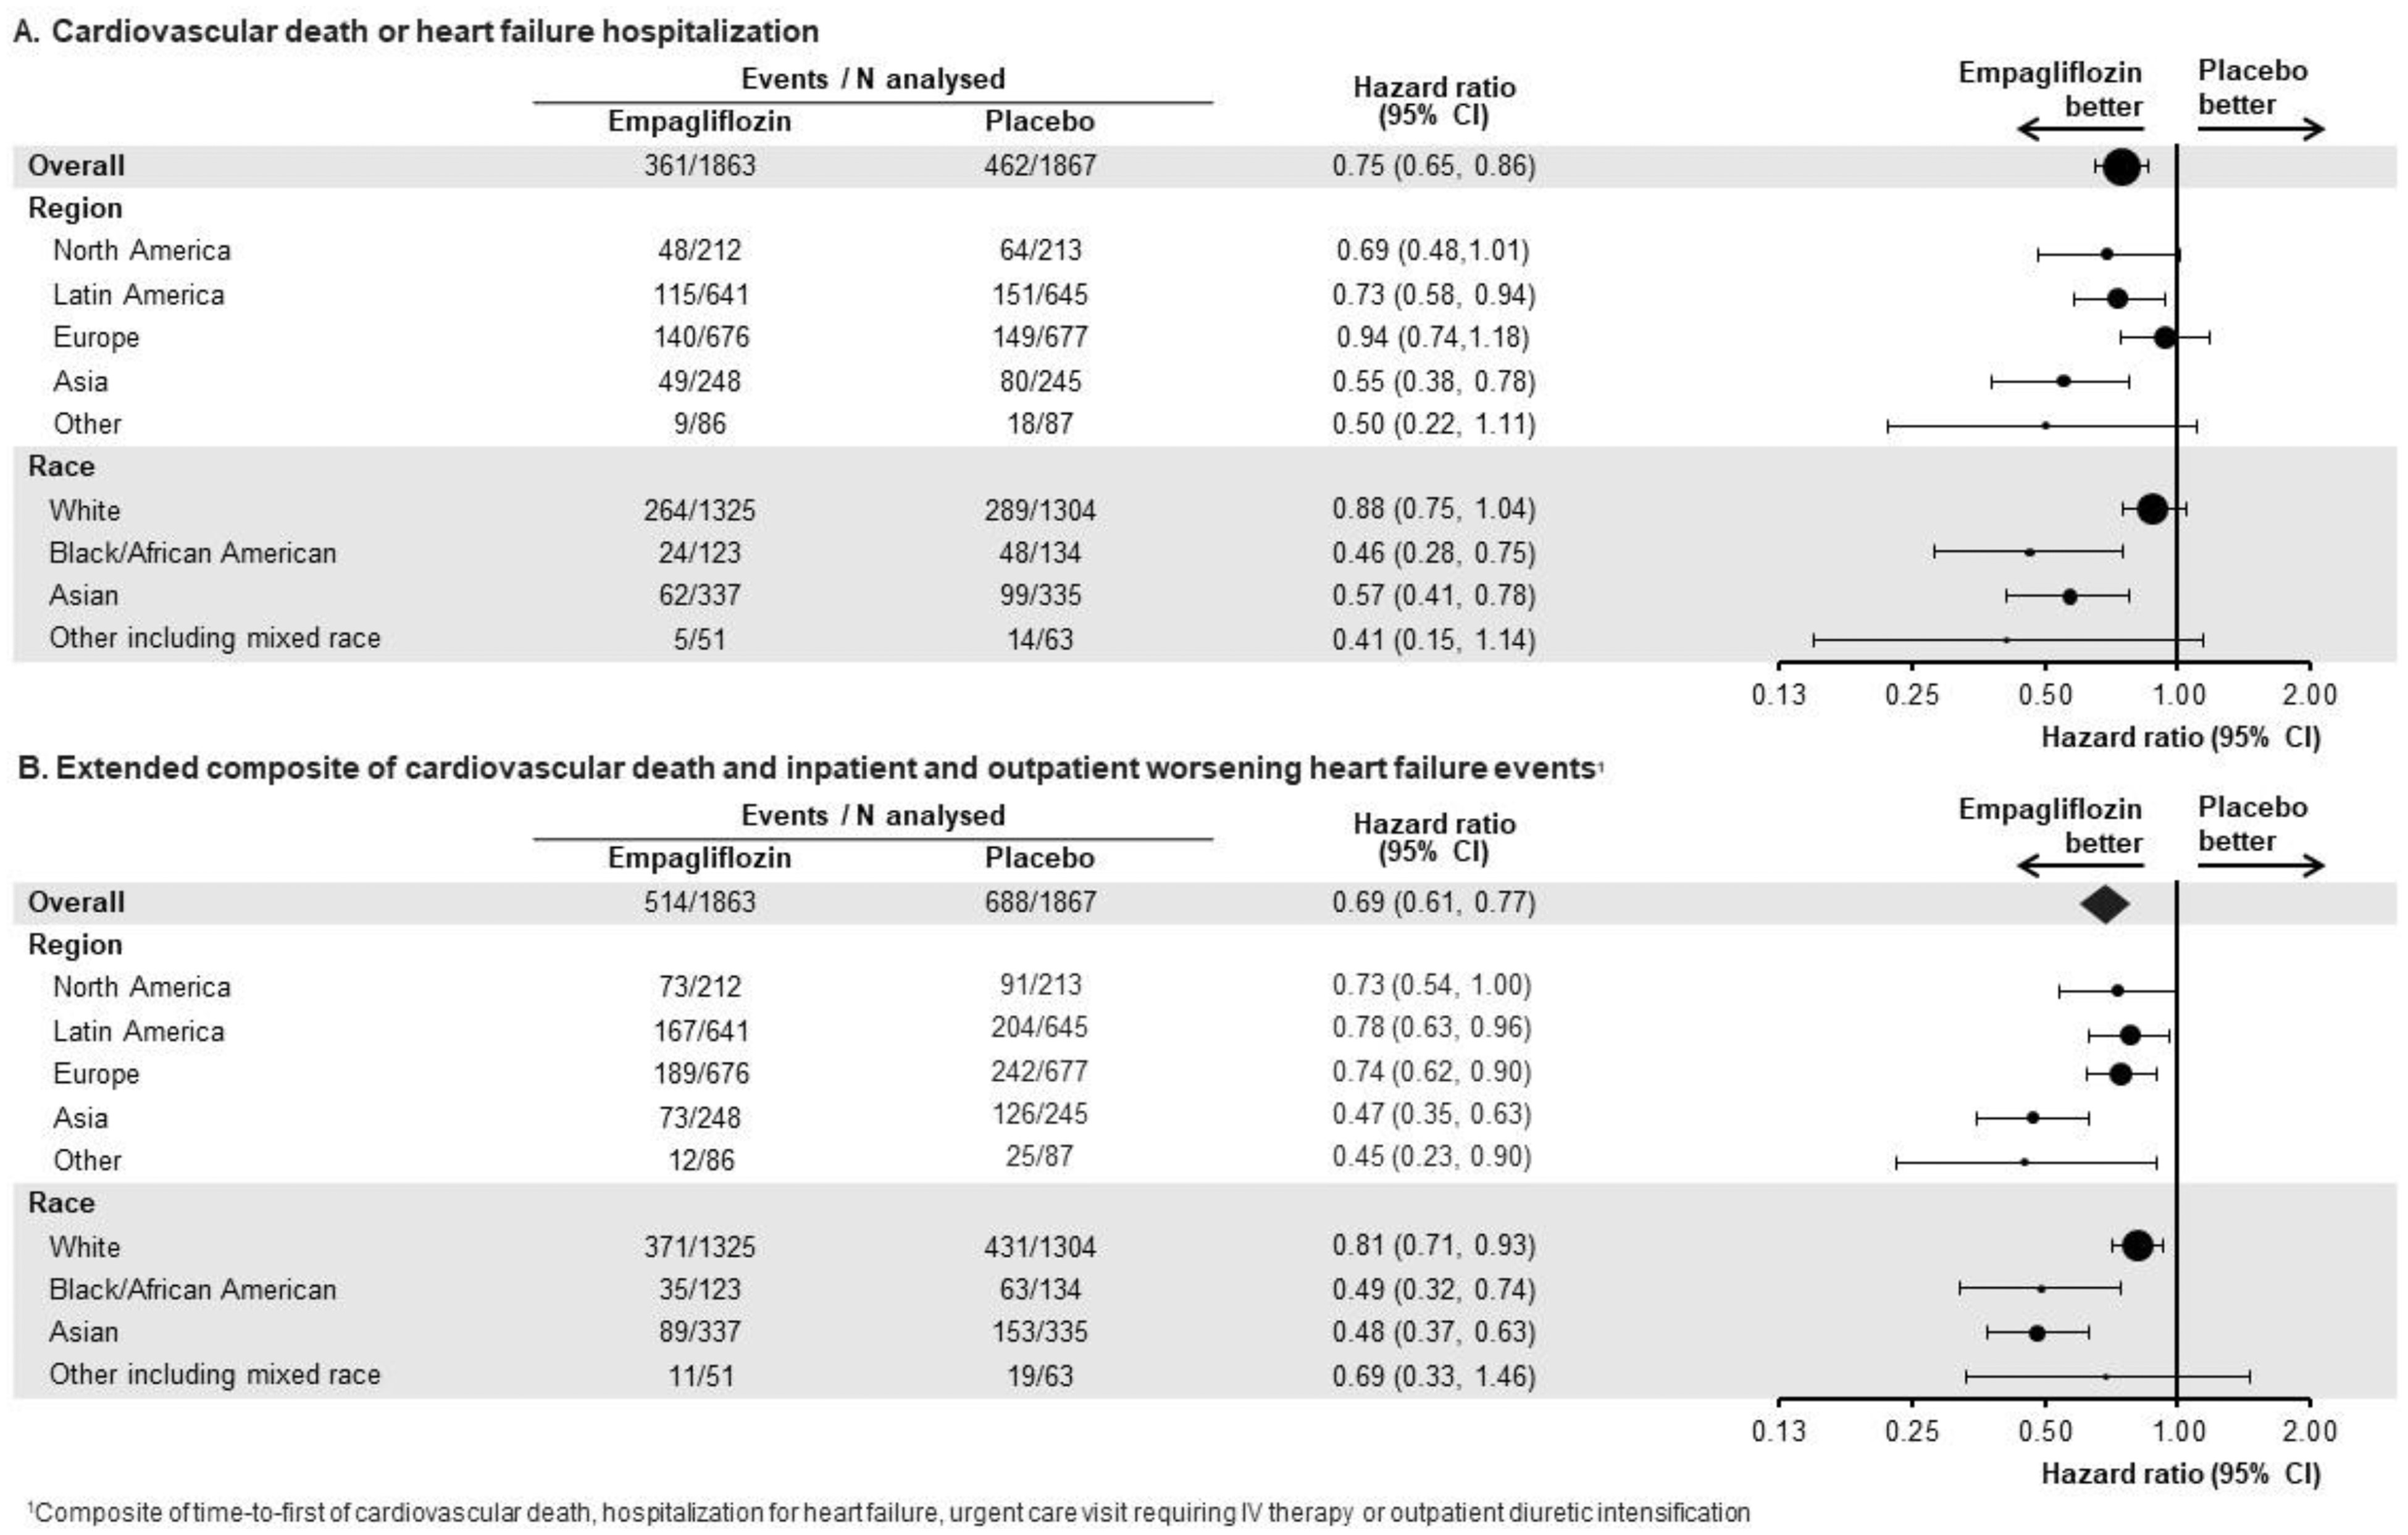 A. Cardiovascular death or heart failure hospitalization
Events / N analysed
Hazard ratio
(95% CI)
Empagliflozin
better
Placebo
better
Empagliflozin Placebo
Overall 361/1863 462/1867 0.75 (0.65, 0.86)
Region
North America 48/212 64/213 0.69 (0.48,1.01)
Latin America 115/641 151/645 0.73 (0.58, 0.94)
Europe 140/676 149/677 0.94 (0.74,1.18)
Asia 49/248 80/245 0.55 (0.38, 0.78)
Other 9/86 18/87 0.50 (0.22, 1.11)
Race
White 264/1325 289/1304 0.88 (0.75, 1.04)
Black/African American 24/123 48/134 0.46 (0.28, 0.75)
Asian 62/337 99/335 0.57 (0.41, 0.78)
Other including mixed race 5/51 14/63 0.41 (0.15, 1.14)
0.13 0.25 0.50 1.00 2.00
Hazard ratio (95% CI)
B. Extended composite of cardiovascular death and inpatient and outpatient worsening heart failure events¹
Events / N analysed
Hazard ratio
(95% CI)
Empagliflozin
better
Placebo
better
Empagliflozin Placebo
Overall 514/1863 688/1867 0.69 (0.61, 0.77)
Region
North America 73/212 91/213 0.73 (0.54, 1.00)
Latin America 167/641 204/645 0.78 (0.63, 0.96)
Europe 189/676 242/677 0.74 (0.62, 0.90)
Asia 73/248 126/245 0.47 (0.35, 0.63)
Other 12/86 25/87 0.45 (0.23, 0.90)
Race
White 371/1325 431/1304 0.81 (0.71, 0.93)
Black/African American 35/123 63/134 0.49 (0.32, 0.74)
Asian 89/337 153/335 0.48 (0.37, 0.63)
Other including mixed race 11/51 19/63 0.69 (0.33, 1.46)
0.13 0.25 0.50 1.00 2.00
Hazard ratio (95% CI)
¹Composite of time-to-first of cardiovascular death, hospitalization for heart failure, urgent care visit requiring IV therapy or outpatient diuretic intensification